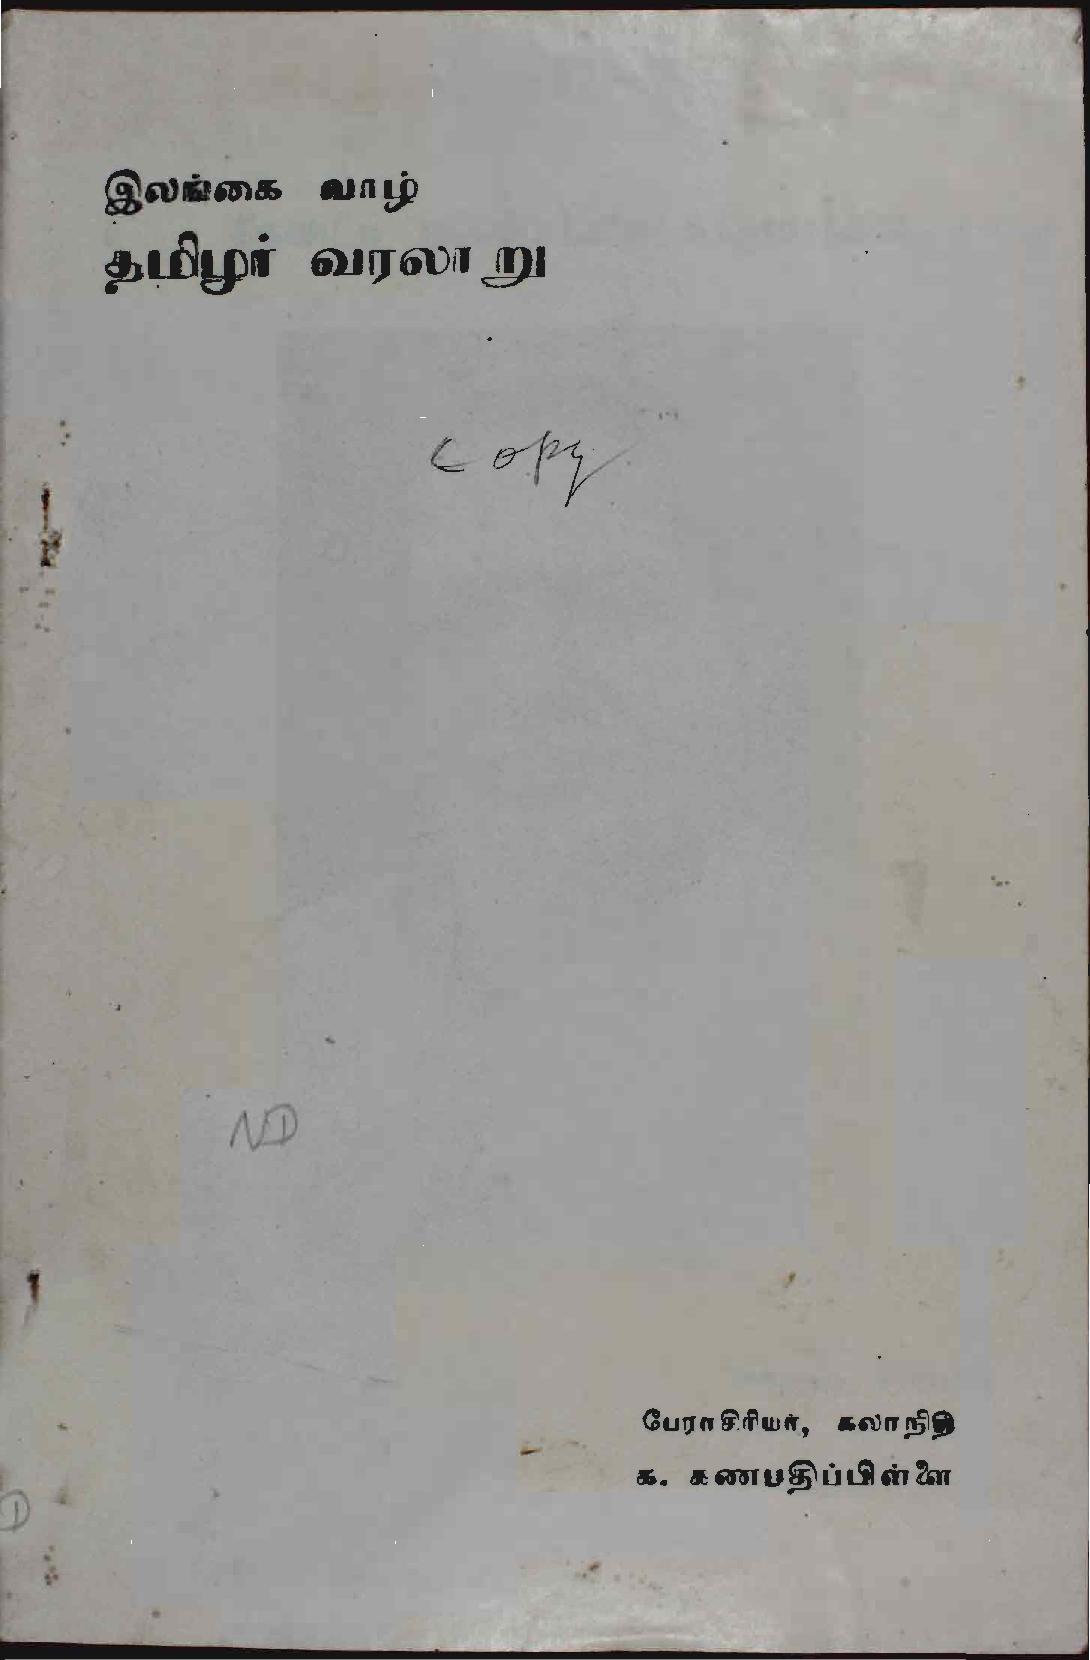 இலங்கை வாழ்
தமிழர் வரலாறு
Copy
ND
பேராசிரியர், கலாநிதி
க. கணபதிப்பிள்ளை
D